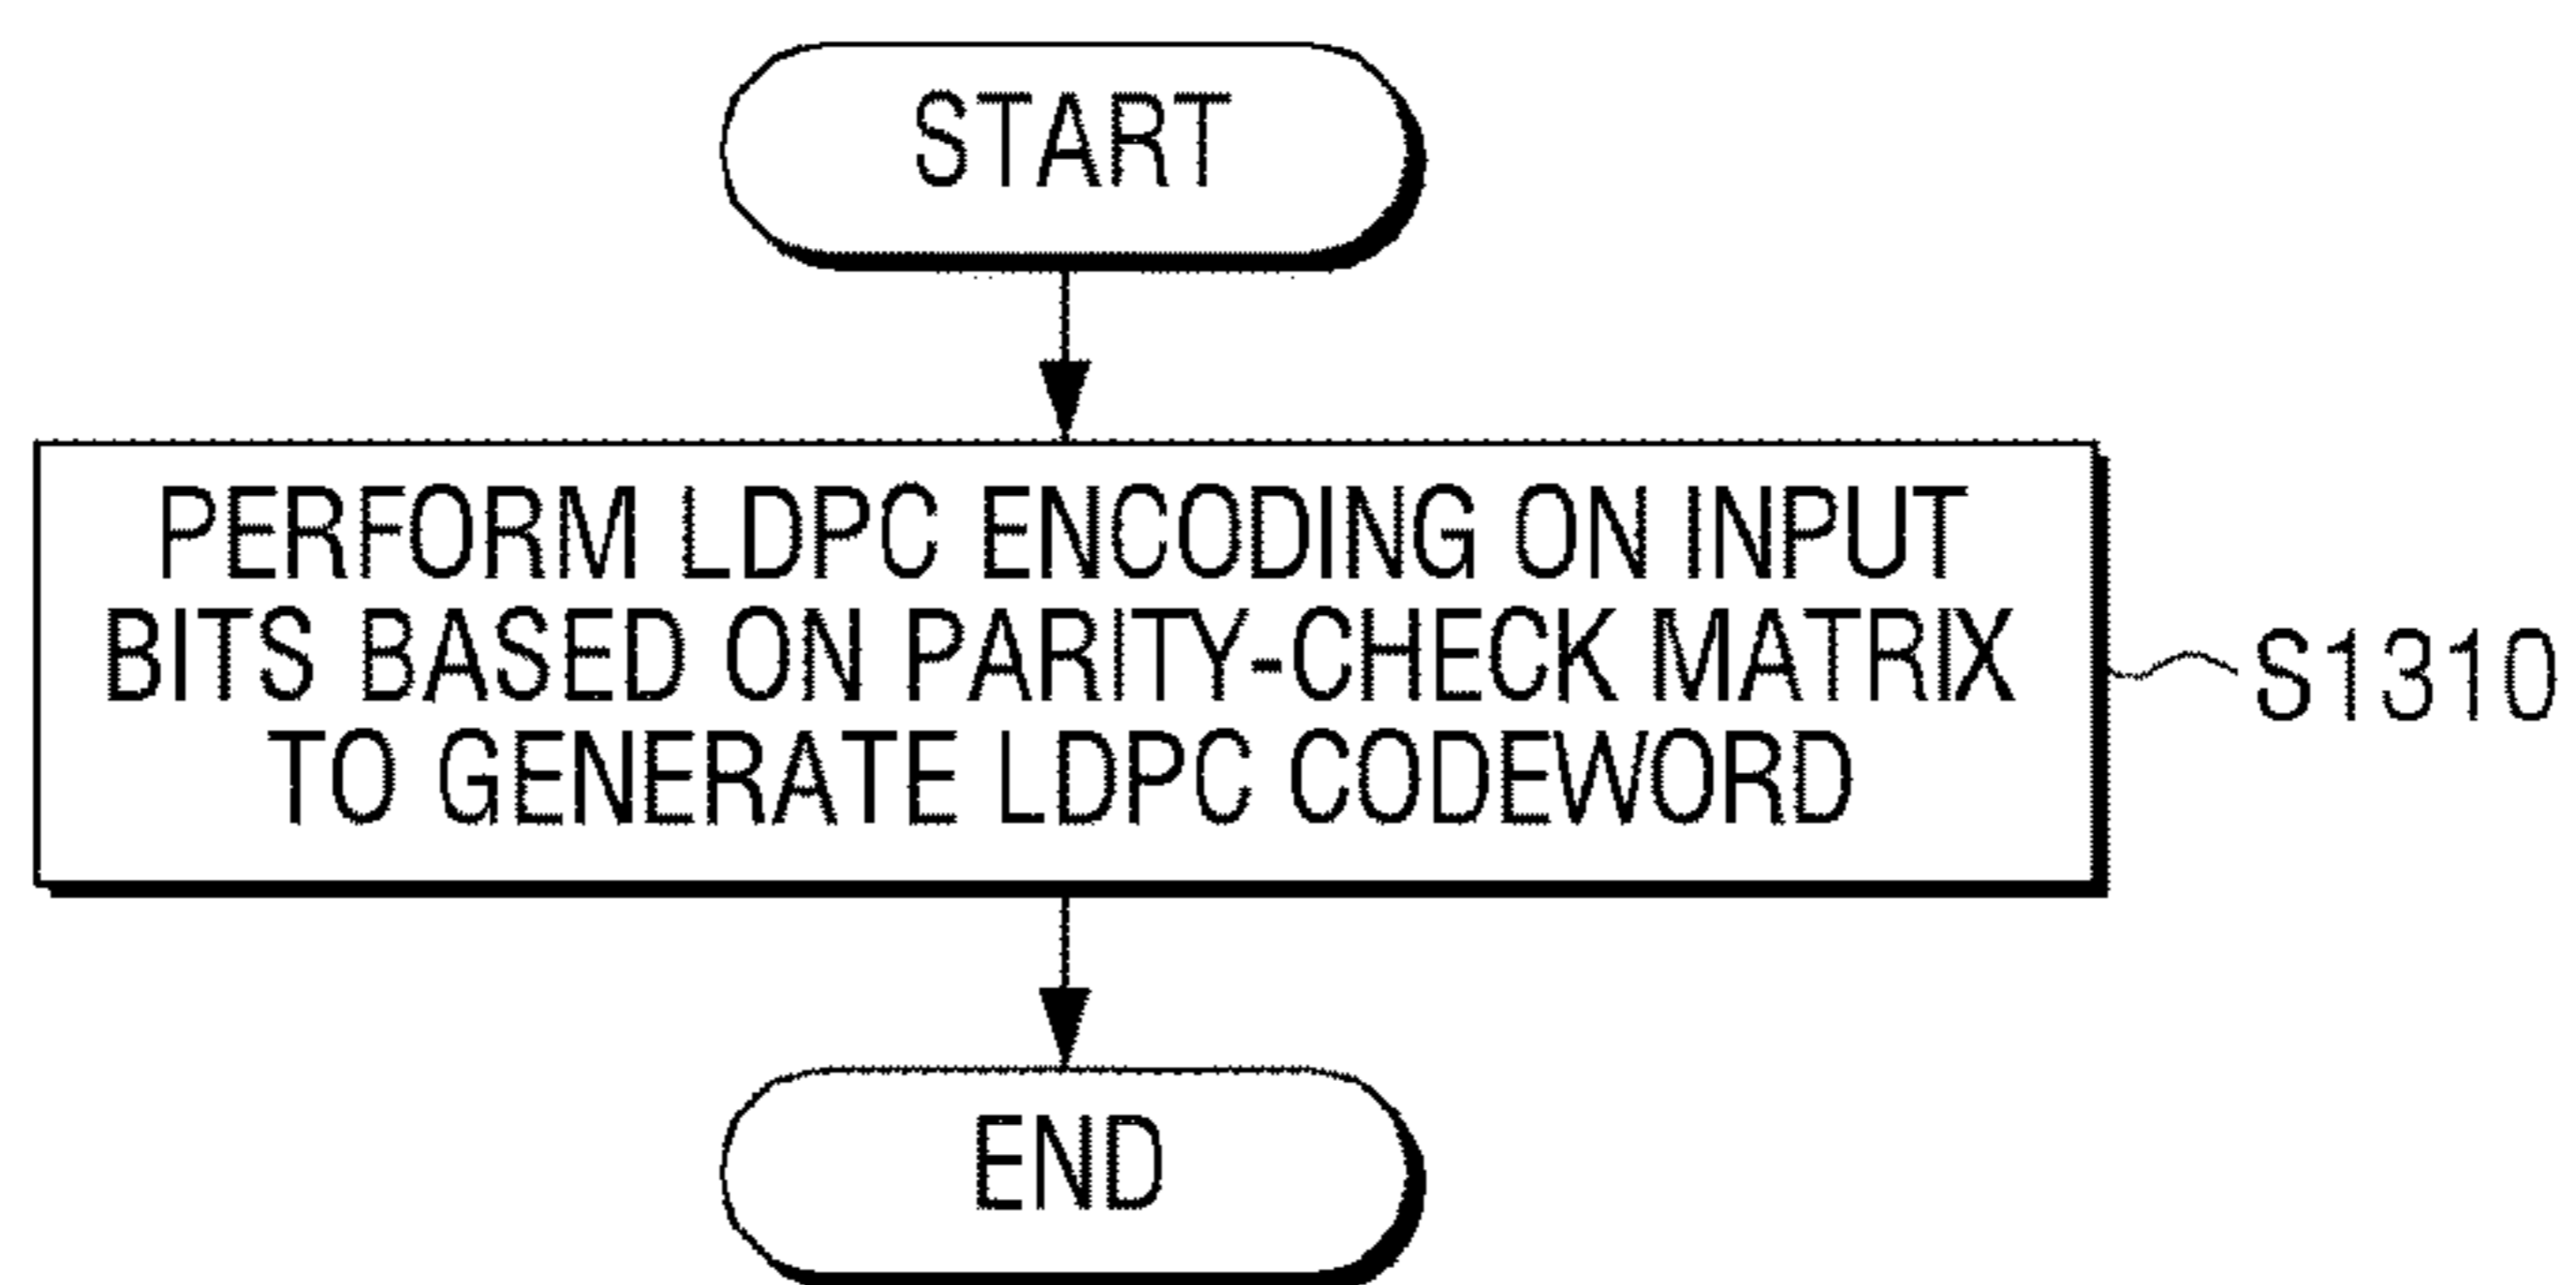 START
PERFORM LDPC ENCODING ON INPUT
BITS BASED ON PARITY-CHECK MATRIX
TO GENERATE LDPC CODEWORD
S1310
END